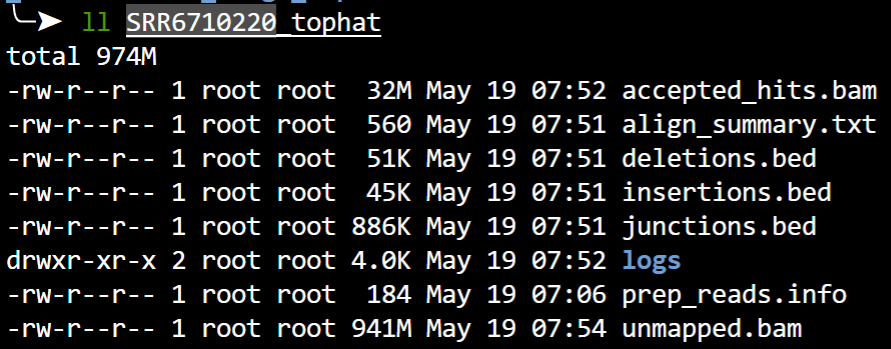 ll SRR6710220_tophat
total 974M
-rw-r--r-- 1 root root  32M May 19 07:52 accepted_hits.bam
-rw-r--r-- 1 root root  560 May 19 07:51 align_summary.txt
-rw-r--r-- 1 root root  51K May 19 07:51 deletions.bed
-rw-r--r-- 1 root root  45K May 19 07:51 insertions.bed
-rw-r--r-- 1 root root 886K May 19 07:51 junctions.bed
drwxr-xr-x 2 root root 4.0K May 19 07:52 logs
-rw-r--r-- 1 root root  184 May 19 07:06 prep_reads.info
-rw-r--r-- 1 root root 941M May 19 07:54 unmapped.bam